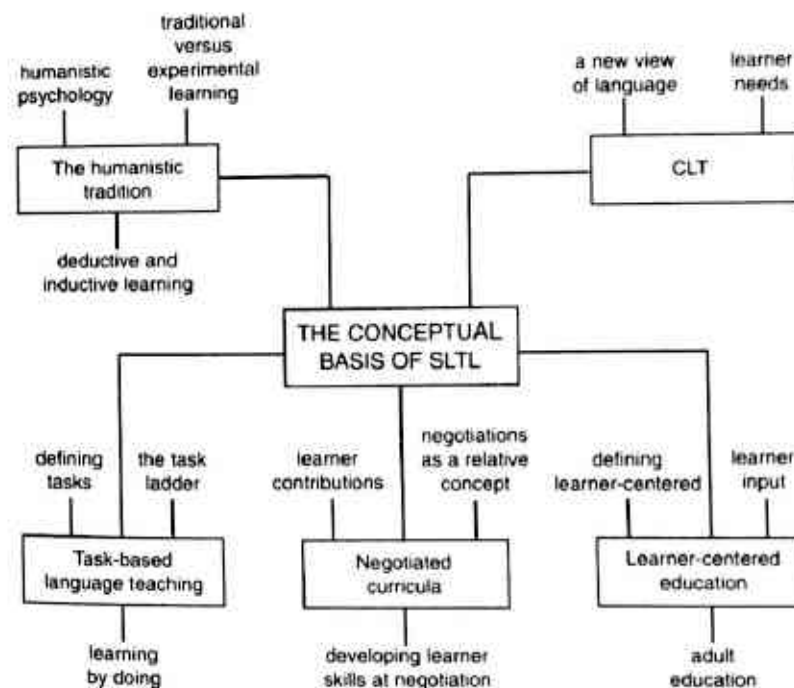 humanistic
psychology
traditional
versus
experimental
learning
a new view
of language
learner
needs
The humanistic
tradition
CLT
deductive and
inductive learning
THE CONCEPTUAL
BASIS OF SLTL
defining
tasks
the task
ladder
learner
contributions
negotiations
as a relative
concept
defining
learner-centered
learner
input
Task-based
language teaching
Negotiated
curricula
Learner-centered
education
learning
by doing
developing learner
skills at negotiation
adult
education